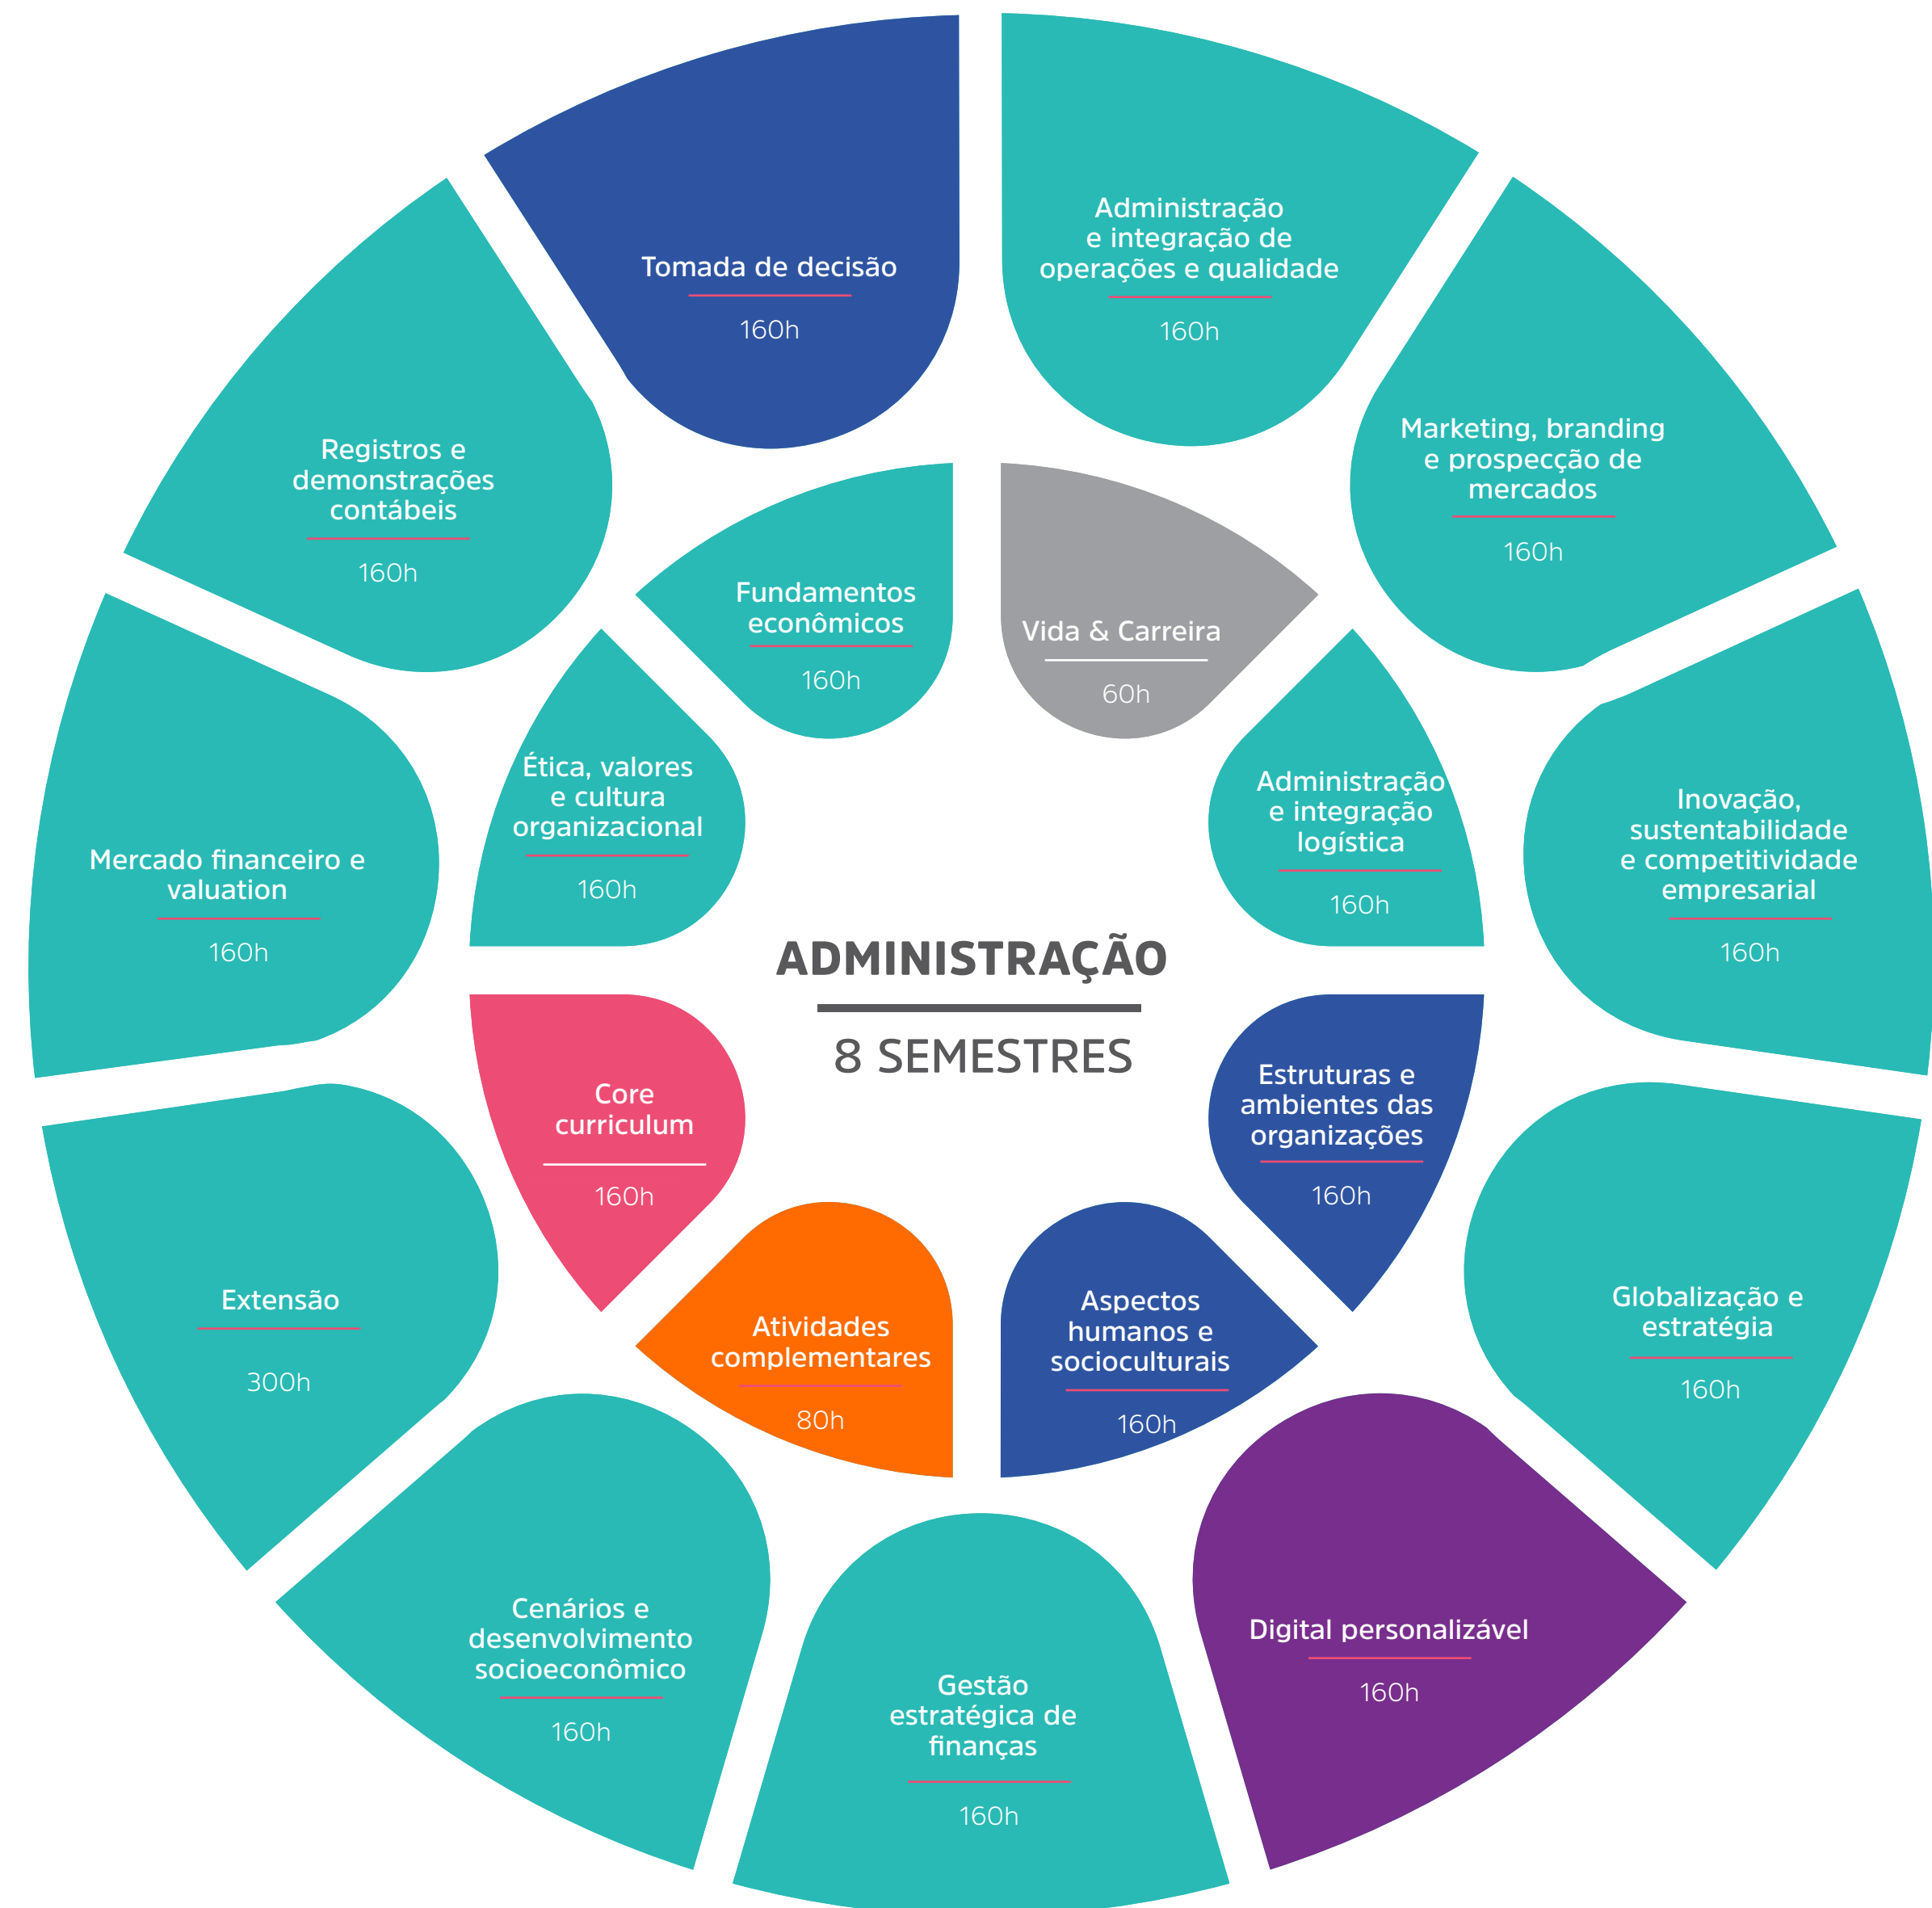 Tomada de decisão
160h
Administração
e integração de
operações e qualidade
160h
Marketing, branding
e prospecção de
mercados
160h
Inovação,
sustentabilidade
e competitividade
empresarial
160h
Globalização e
estratégia
160h
Digital personalizável
160h
Gestão
estratégica de
finanças
160h
Cenários e
desenvolvimento
socioeconômico
160h
Extensão
300h
Mercado financeiro e
valuation
160h
Registros e
demonstrações
contábeis
160h
Fundamentos
econômicos
160h
Vida & Carreira
60h
Administração
e integração
logística
160h
Estruturas e
ambientes das
organizações
160h
Aspectos
humanos e
socioculturais
160h
Atividades
complementares
80h
Core
curriculum
160h
Ética, valores
e cultura
organizacional
160h
ADMINISTRAÇÃO
8 SEMESTRES